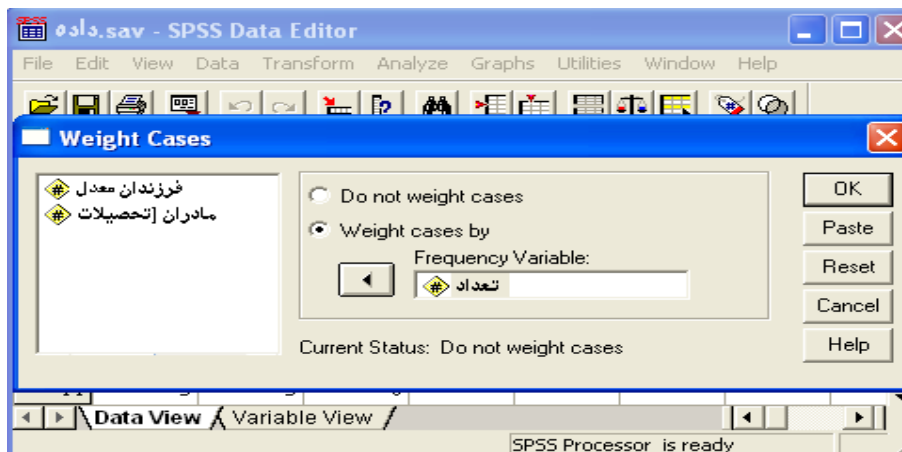 داده.sav - SPSS Data Editor
File Edit View Data Transform Analyze Graphs Utilities Window Help
Weight Cases
فرزندان معدل
مادران [تحصیلات
Do not weight cases
Weight cases by
Frequency Variable:
تعداد
Current Status: Do not weight cases
OK
Paste
Reset
Cancel
Help
Data View Variable View
SPSS Processor is ready